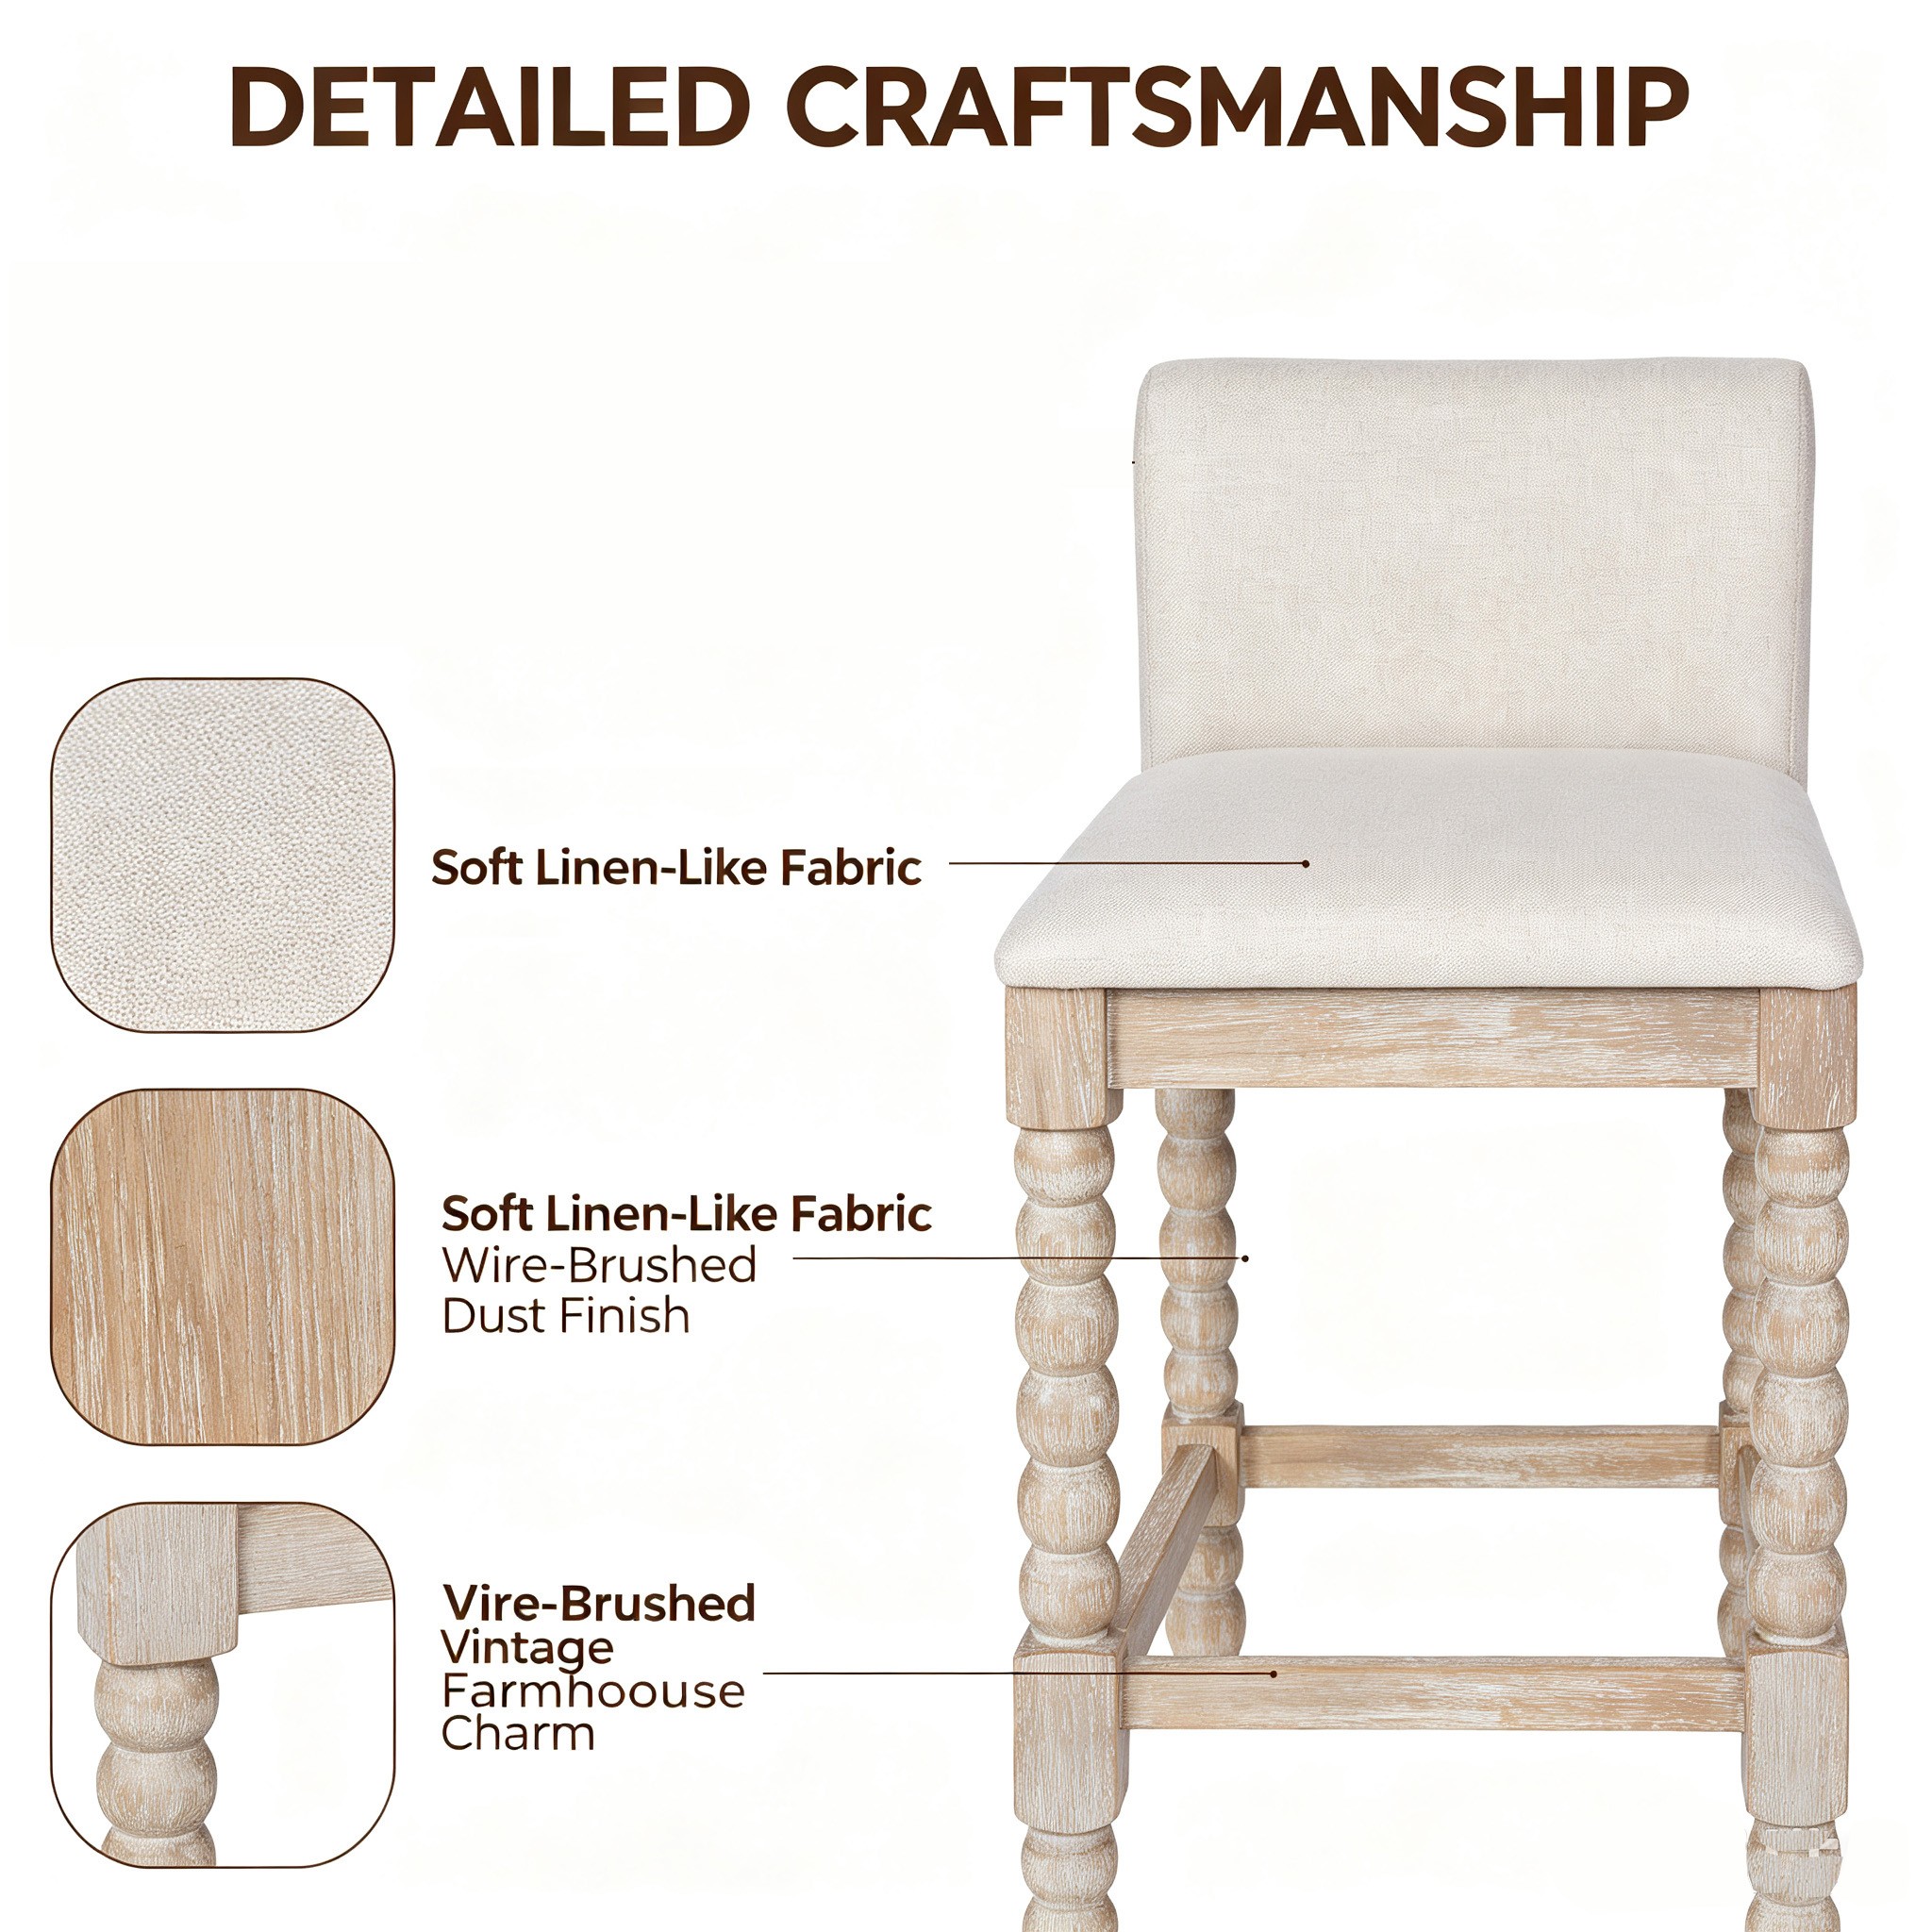 DETAILED CRAFTSMANSHIP
Soft Linen-Like Fabric
Soft Linen-Like Fabric
Wire-Brushed
Dust Finish
Vire-Brushed
Vintage
Farmhoouse
Charm